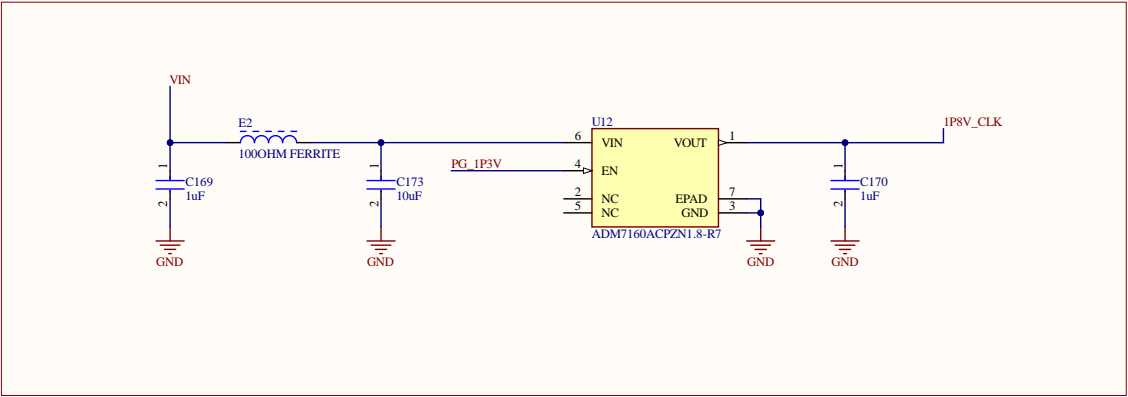 VIN
E2
100OHM FERRITE
1
C169
1uF
2
GND
1
C173
10uF
2
GND
PG_1P3V
U12
6 VIN
4 EN
2 NC
5 NC
VOUT 1
EPAD 7
GND 3
ADM7160ACPZN1.8-R7
GND
1
C170
1uF
2
GND
1P8V_CLK